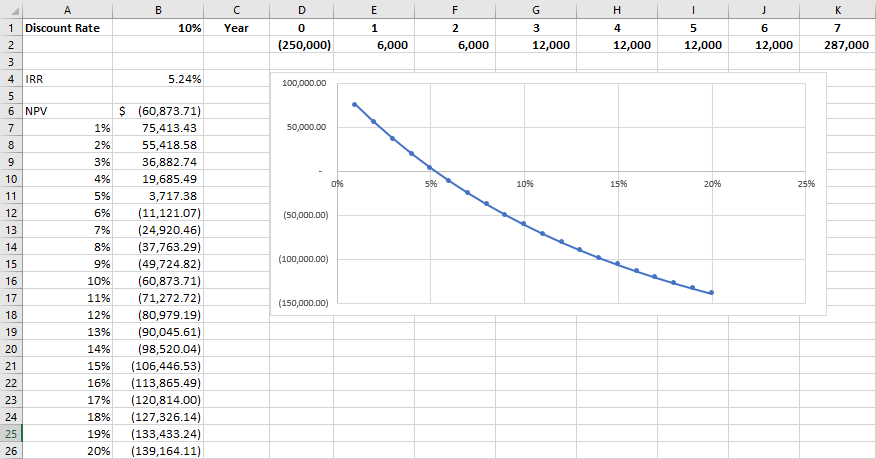 A B C D E F G H I J K
1 Discount Rate 10% Year 0 1 2 3 4 5 6 7
2 (250,000) 6,000 6,000 12,000 12,000 12,000 12,000 287,000
3
4 IRR 5.24%
5
6 NPV $ (60,873.71)
7 1% 75,413.43
8 2% 55,418.58
9 3% 36,882.74
10 4% 19,685.49
11 5% 3,717.38
12 6% (11,121.07)
13 7% (24,920.46)
14 8% (37,763.29)
15 9% (49,724.82)
16 10% (60,873.71)
17 11% (71,272.72)
18 12% (80,979.19)
19 13% (90,045.61)
20 14% (98,520.04)
21 15% (106,446.53)
22 16% (113,865.49)
23 17% (120,814.00)
24 18% (127,326.14)
25 19% (133,433.24)
26 20% (139,164.11)
100,000.00
50,000.00
-
0% 5% 10% 15% 20% 25%
(50,000.00)
(100,000.00)
(150,000.00)